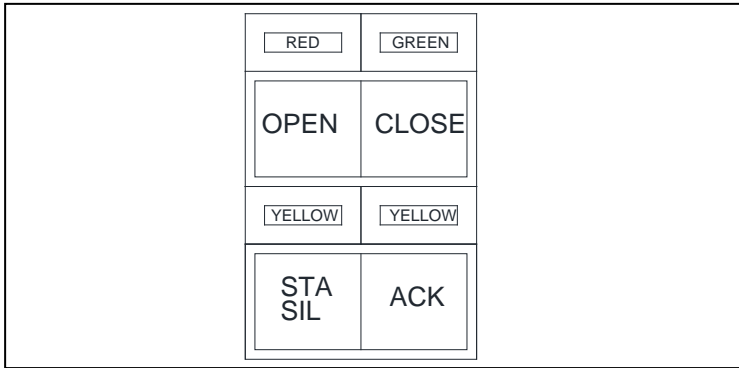 RED GREEN
OPEN CLOSE
YELLOW YELLOW
STA
SIL
ACK